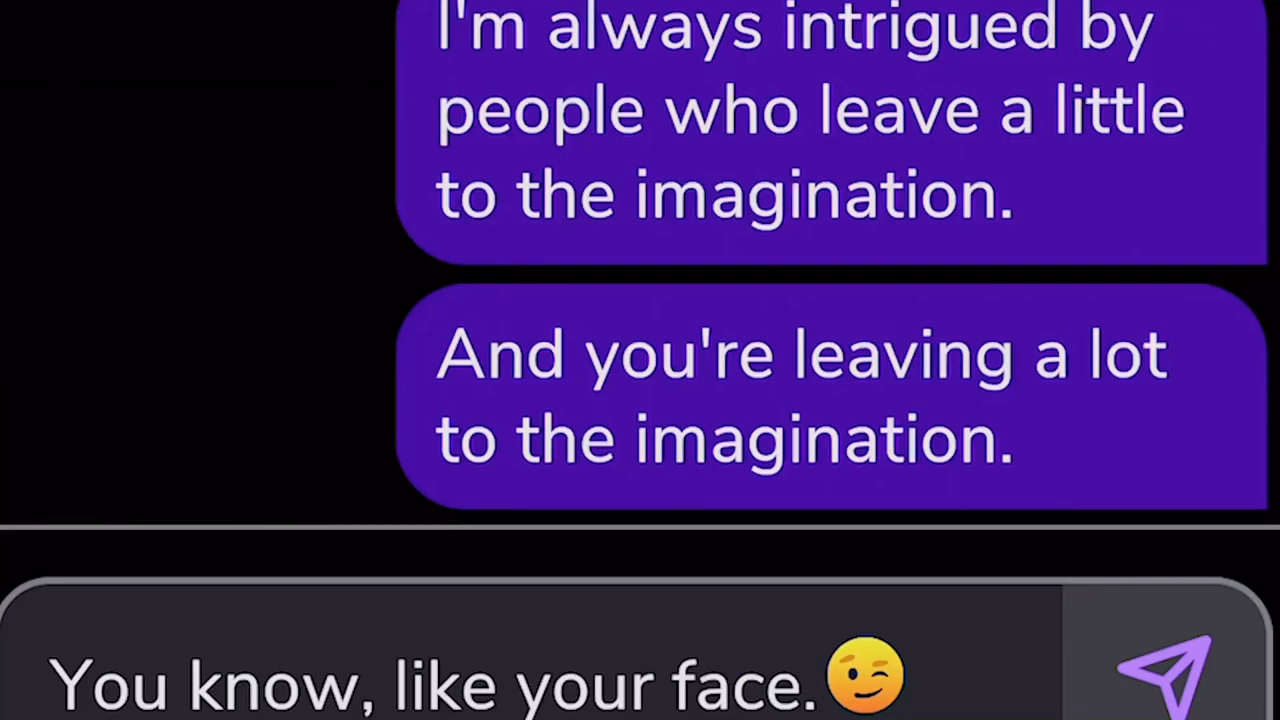 I'm always intrigued by
people who leave a little
to the imagination.
And you're leaving a lot
to the imagination.
You know, like your face.😉